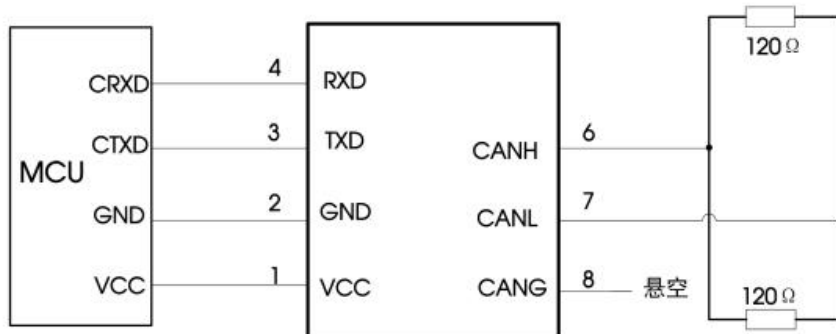 120Ω
CRXD 4 RXD
CTXD 3 TXD 6
MCU CANH
GND 2 GND 7
CANL
VCC 1 VCC CANG 8 悬空
120Ω